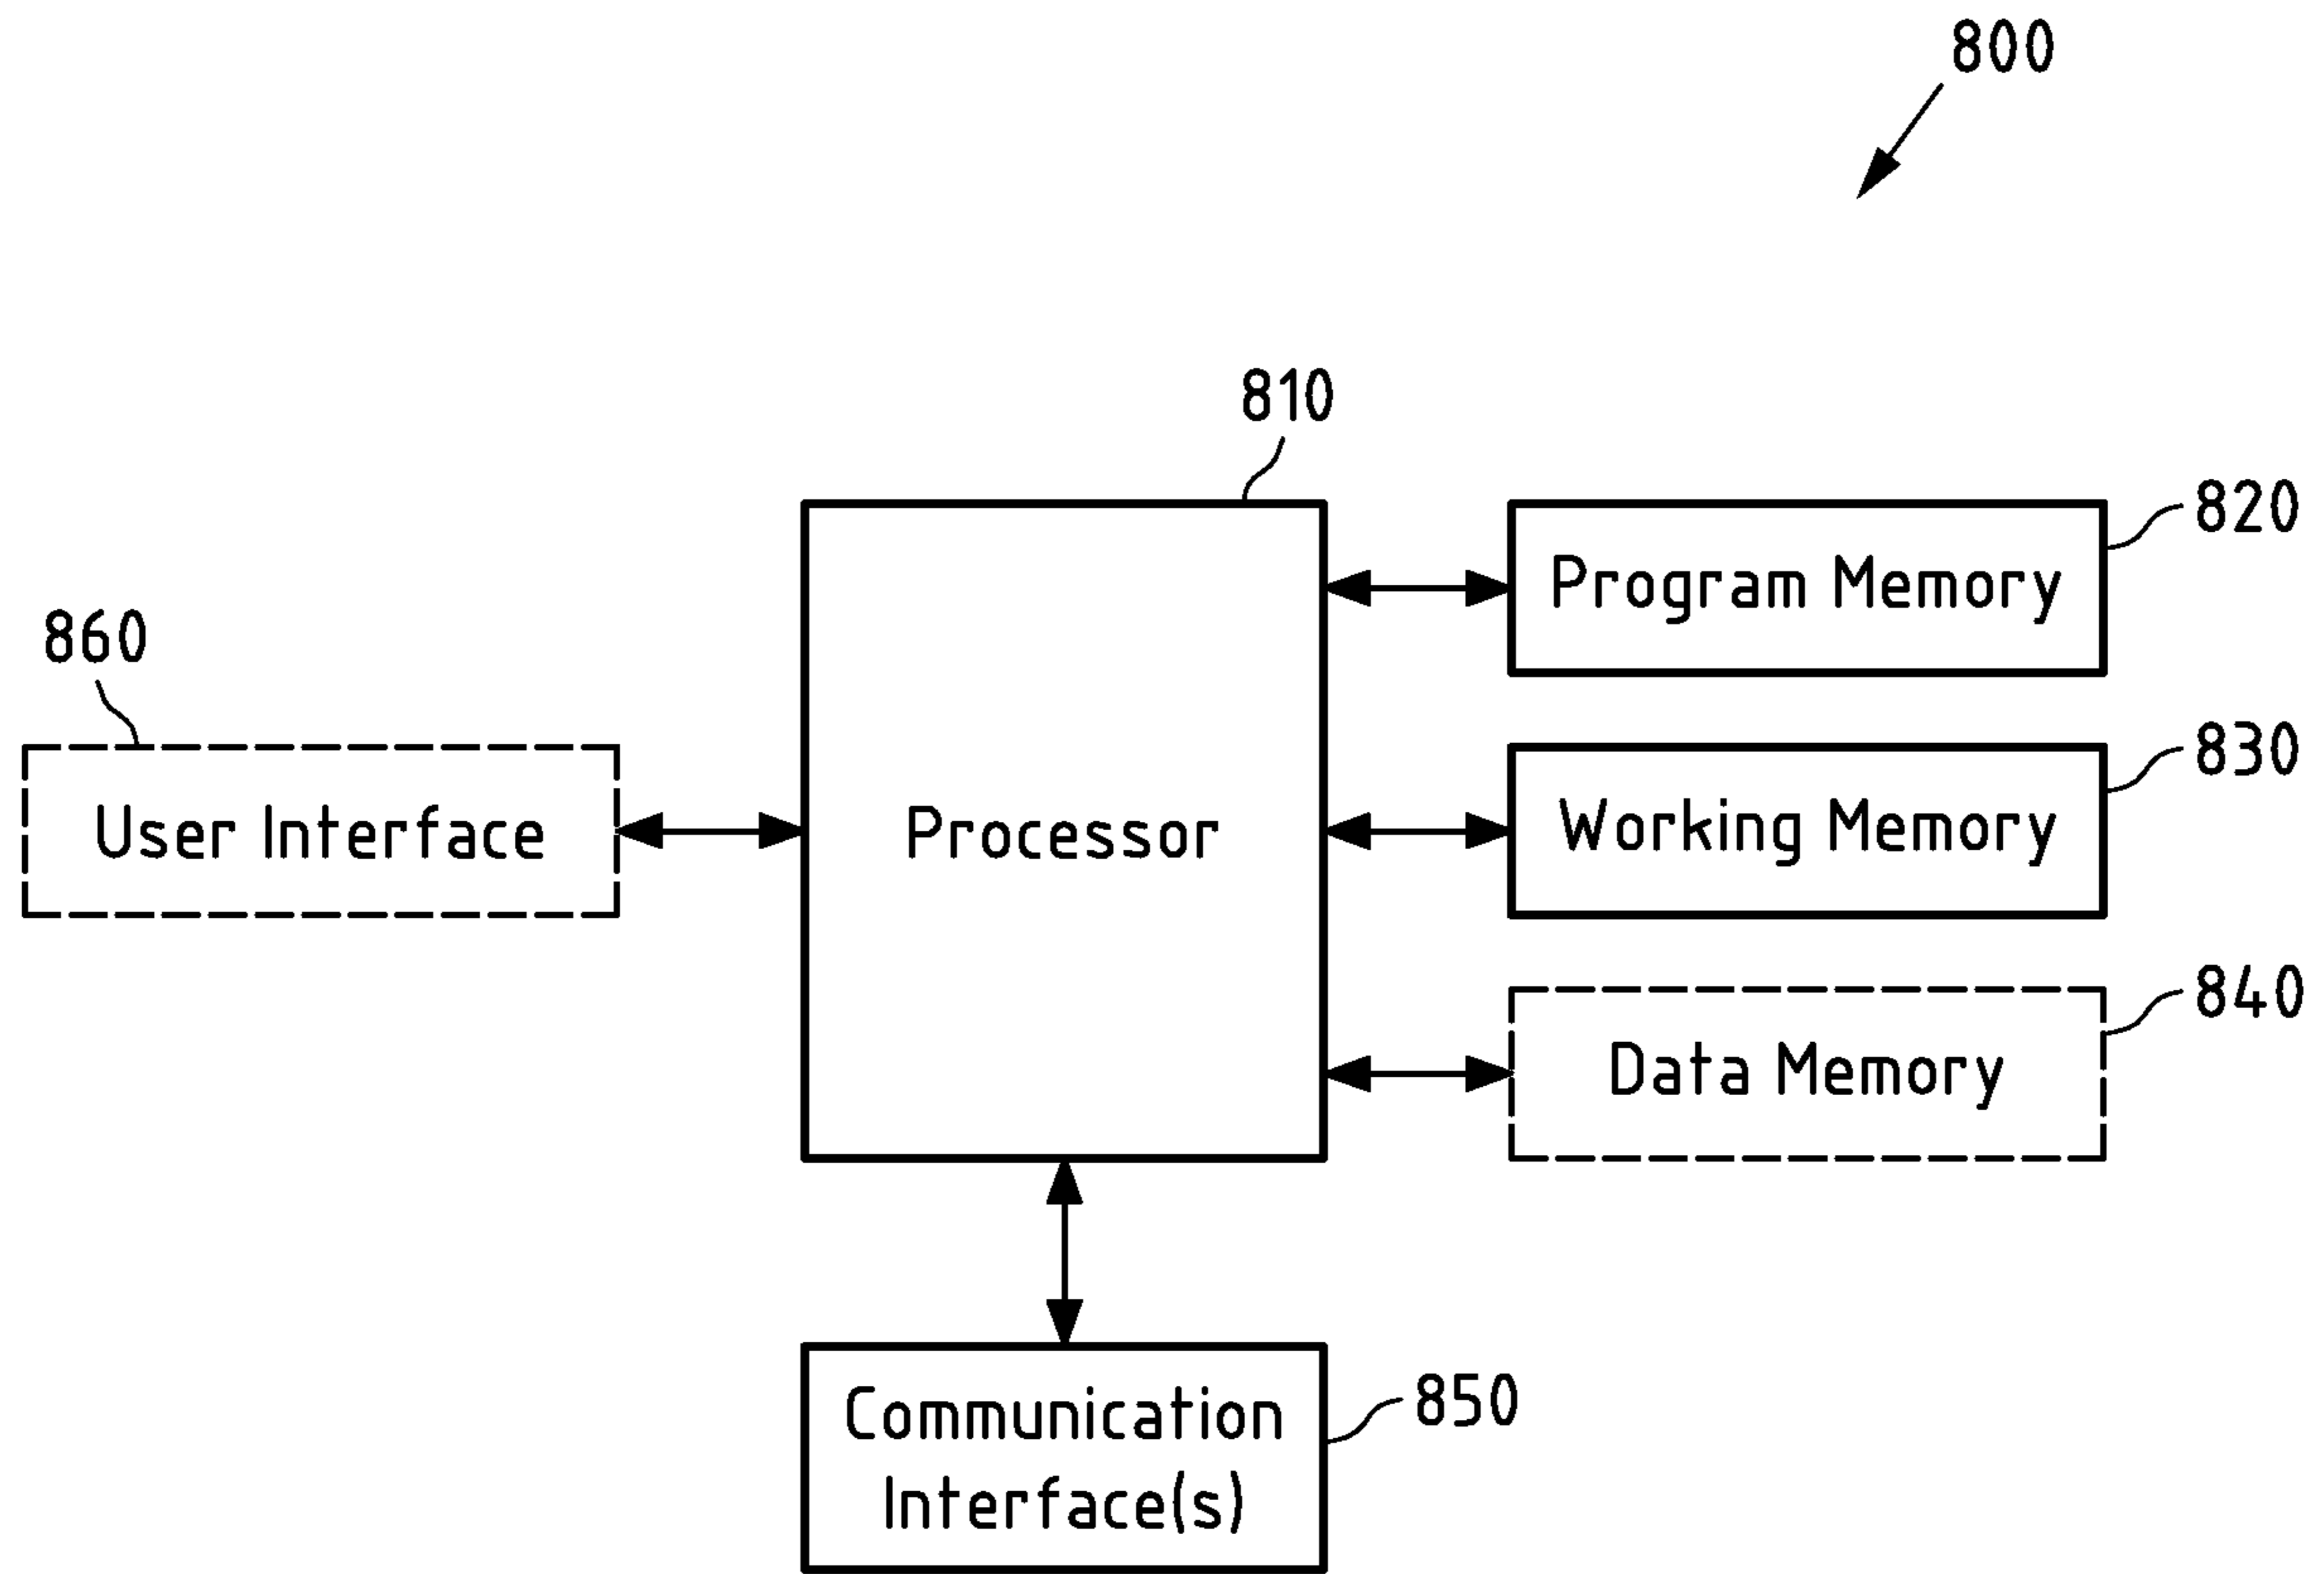 800
810
820
Program Memory
860
830
User Interface
Processor
Working Memory
840
Data Memory
850
Communication
Interface(s)